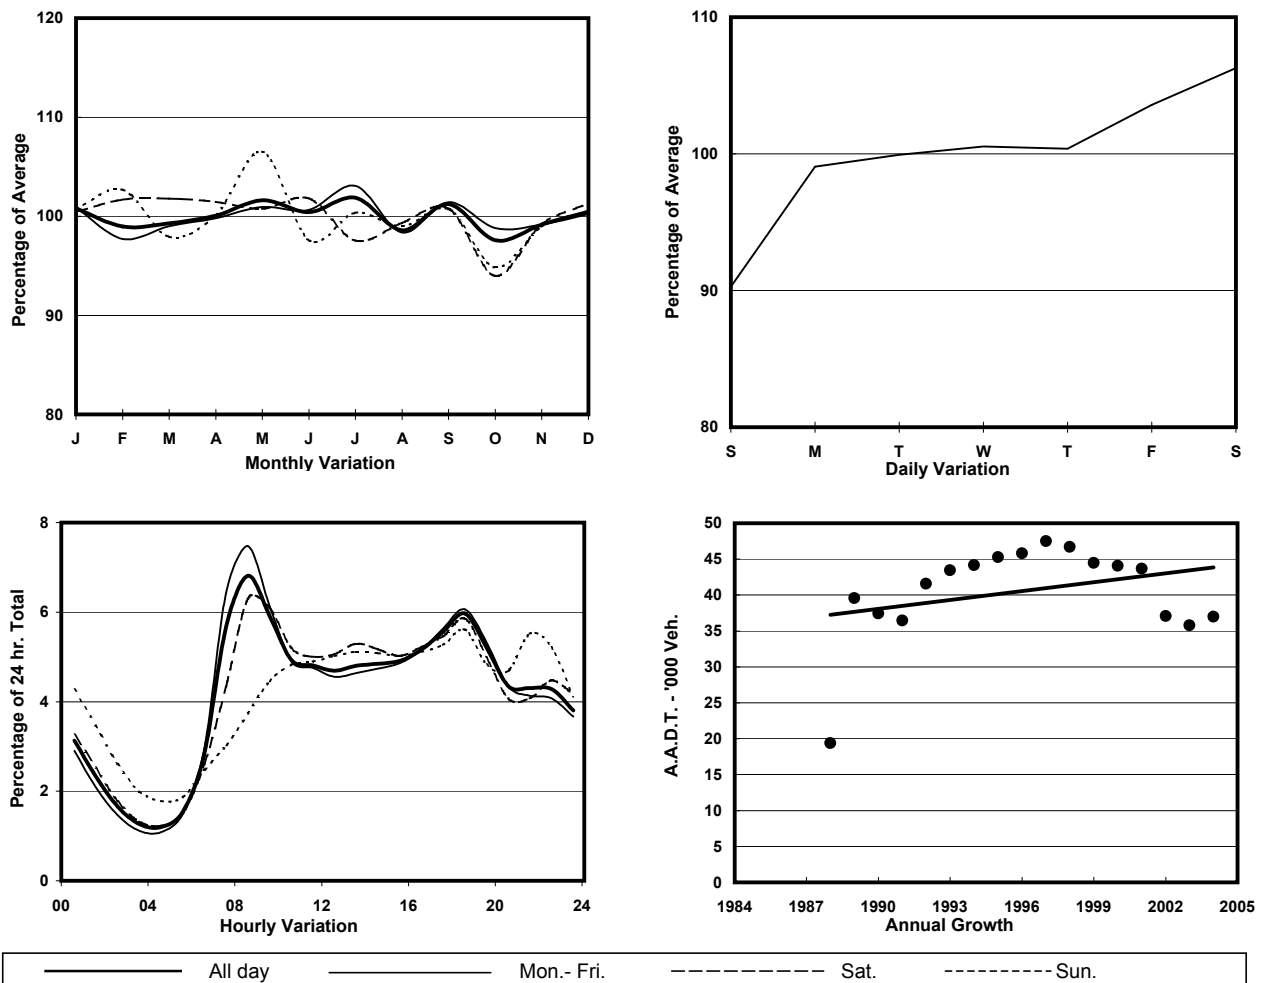 120
110
100
90
80
Percentage of Average
J F M A M J J A S O N D
Monthly Variation
110
100
90
80
Percentage of Average
S M T W T F S
Daily Variation
8
6
4
2
0
Percentage of 24 hr. Total
00 04 08 12 16 20 24
Hourly Variation
50
45
40
35
30
25
20
15
10
5
0
A.A.D.T. - '000 Veh.
1984 1987 1990 1993 1996 1999 2002 2005
Annual Growth
All day Mon.- Fri. Sat. Sun.